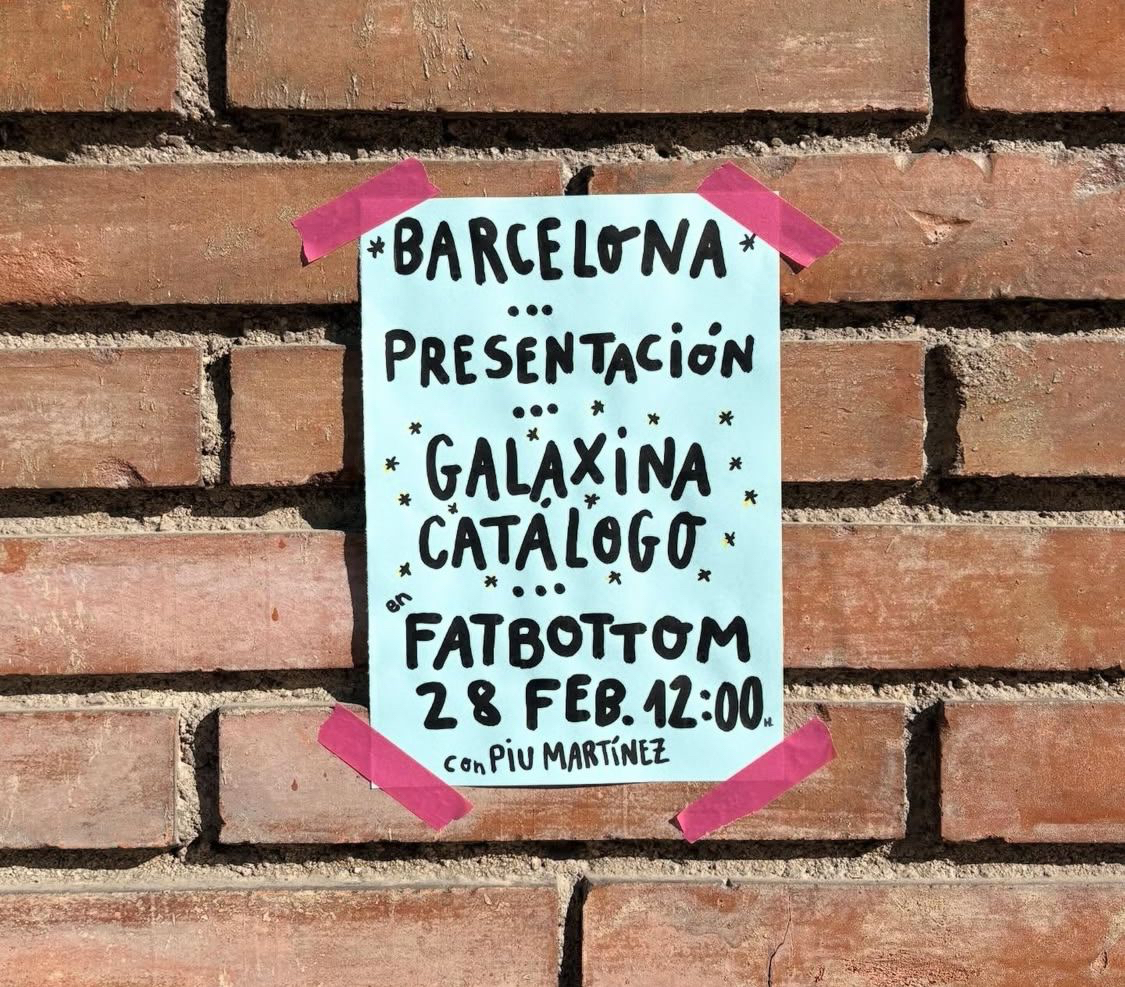 * BARCELONA *
...
PRESENTACIÓN
...
GALAXINA
CATÁLOGO
...
en
FATBOTTOM
28 FEB. 12:00 H.
con PIU MARTÍNEZ